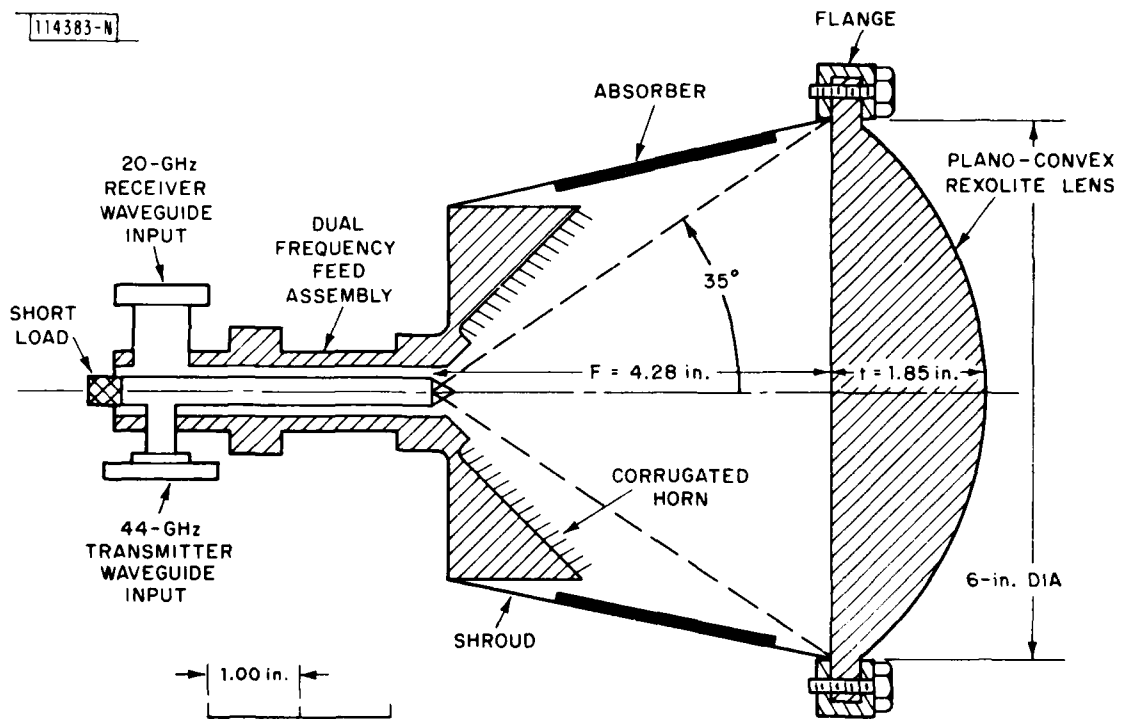 114383-N
FLANGE
ABSORBER
20-GHz
RECEIVER
WAVEGUIDE
INPUT
PLANO-CONVEX
REXOLITE LENS
DUAL
FREQUENCY
FEED
ASSEMBLY
SHORT
LOAD
35°
F = 4.28 in.
t = 1.85 in.
CORRUGATED
HORN
44-GHz
TRANSMITTER
WAVEGUIDE
INPUT
6-in. DIA
SHROUD
1.00 in.